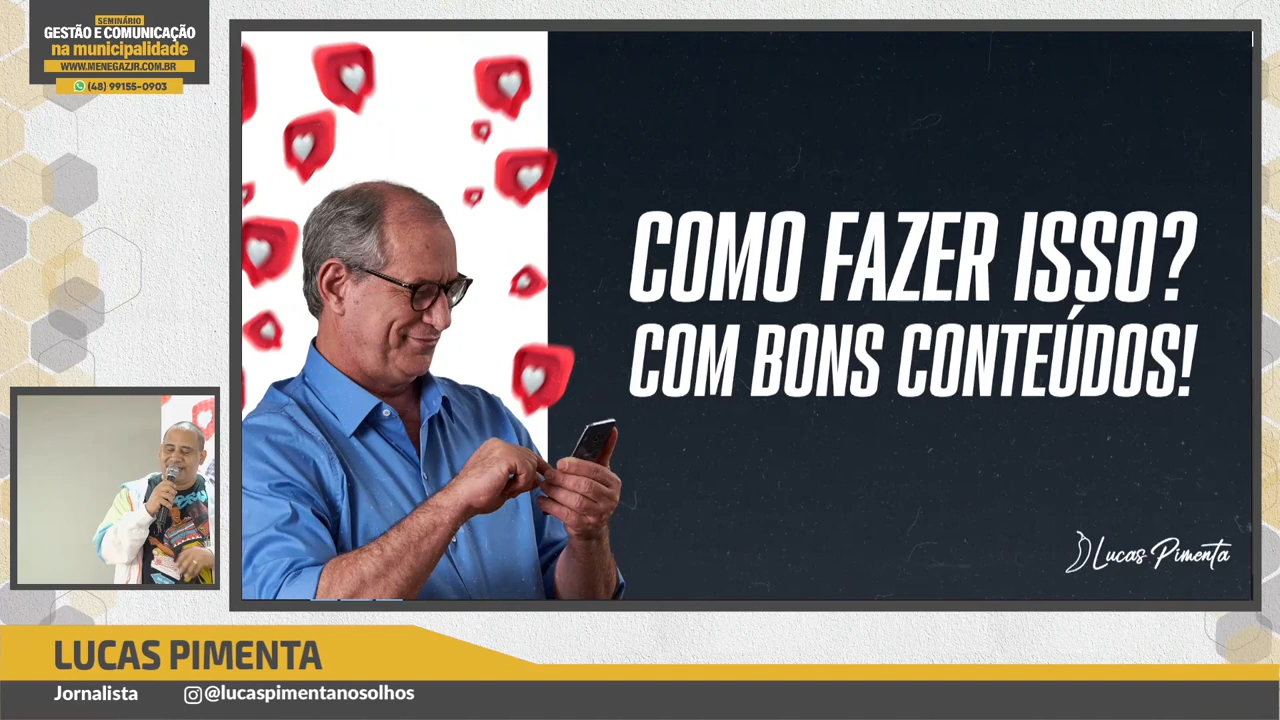 SEMINÁRIO
GESTÃO E COMUNICAÇÃO
na municipalidade
WWW.MENEGAZJR.COM.BR
(48) 99155-0903
COMO FAZER ISSO?
COM BONS CONTEÚDOS!
Lucas Pimenta
LUCAS PIMENTA
Jornalista
@lucaspimentanosolhos